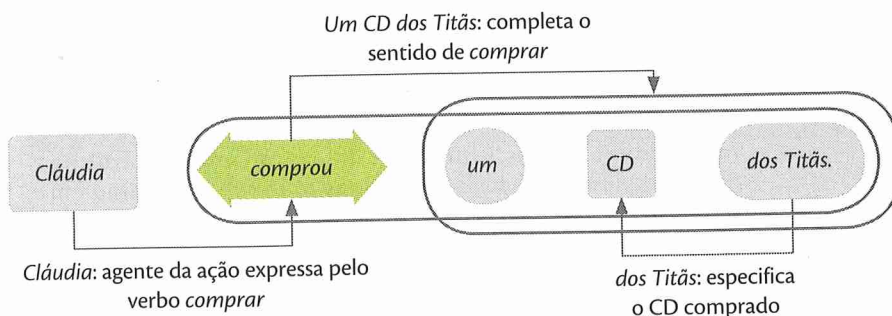 Um CD dos Titãs: completa o
sentido de comprar
Cláudia
comprou
um
CD
dos Titãs.
Cláudia: agente da ação expressa pelo
verbo comprar
dos Titãs: especifica
o CD comprado